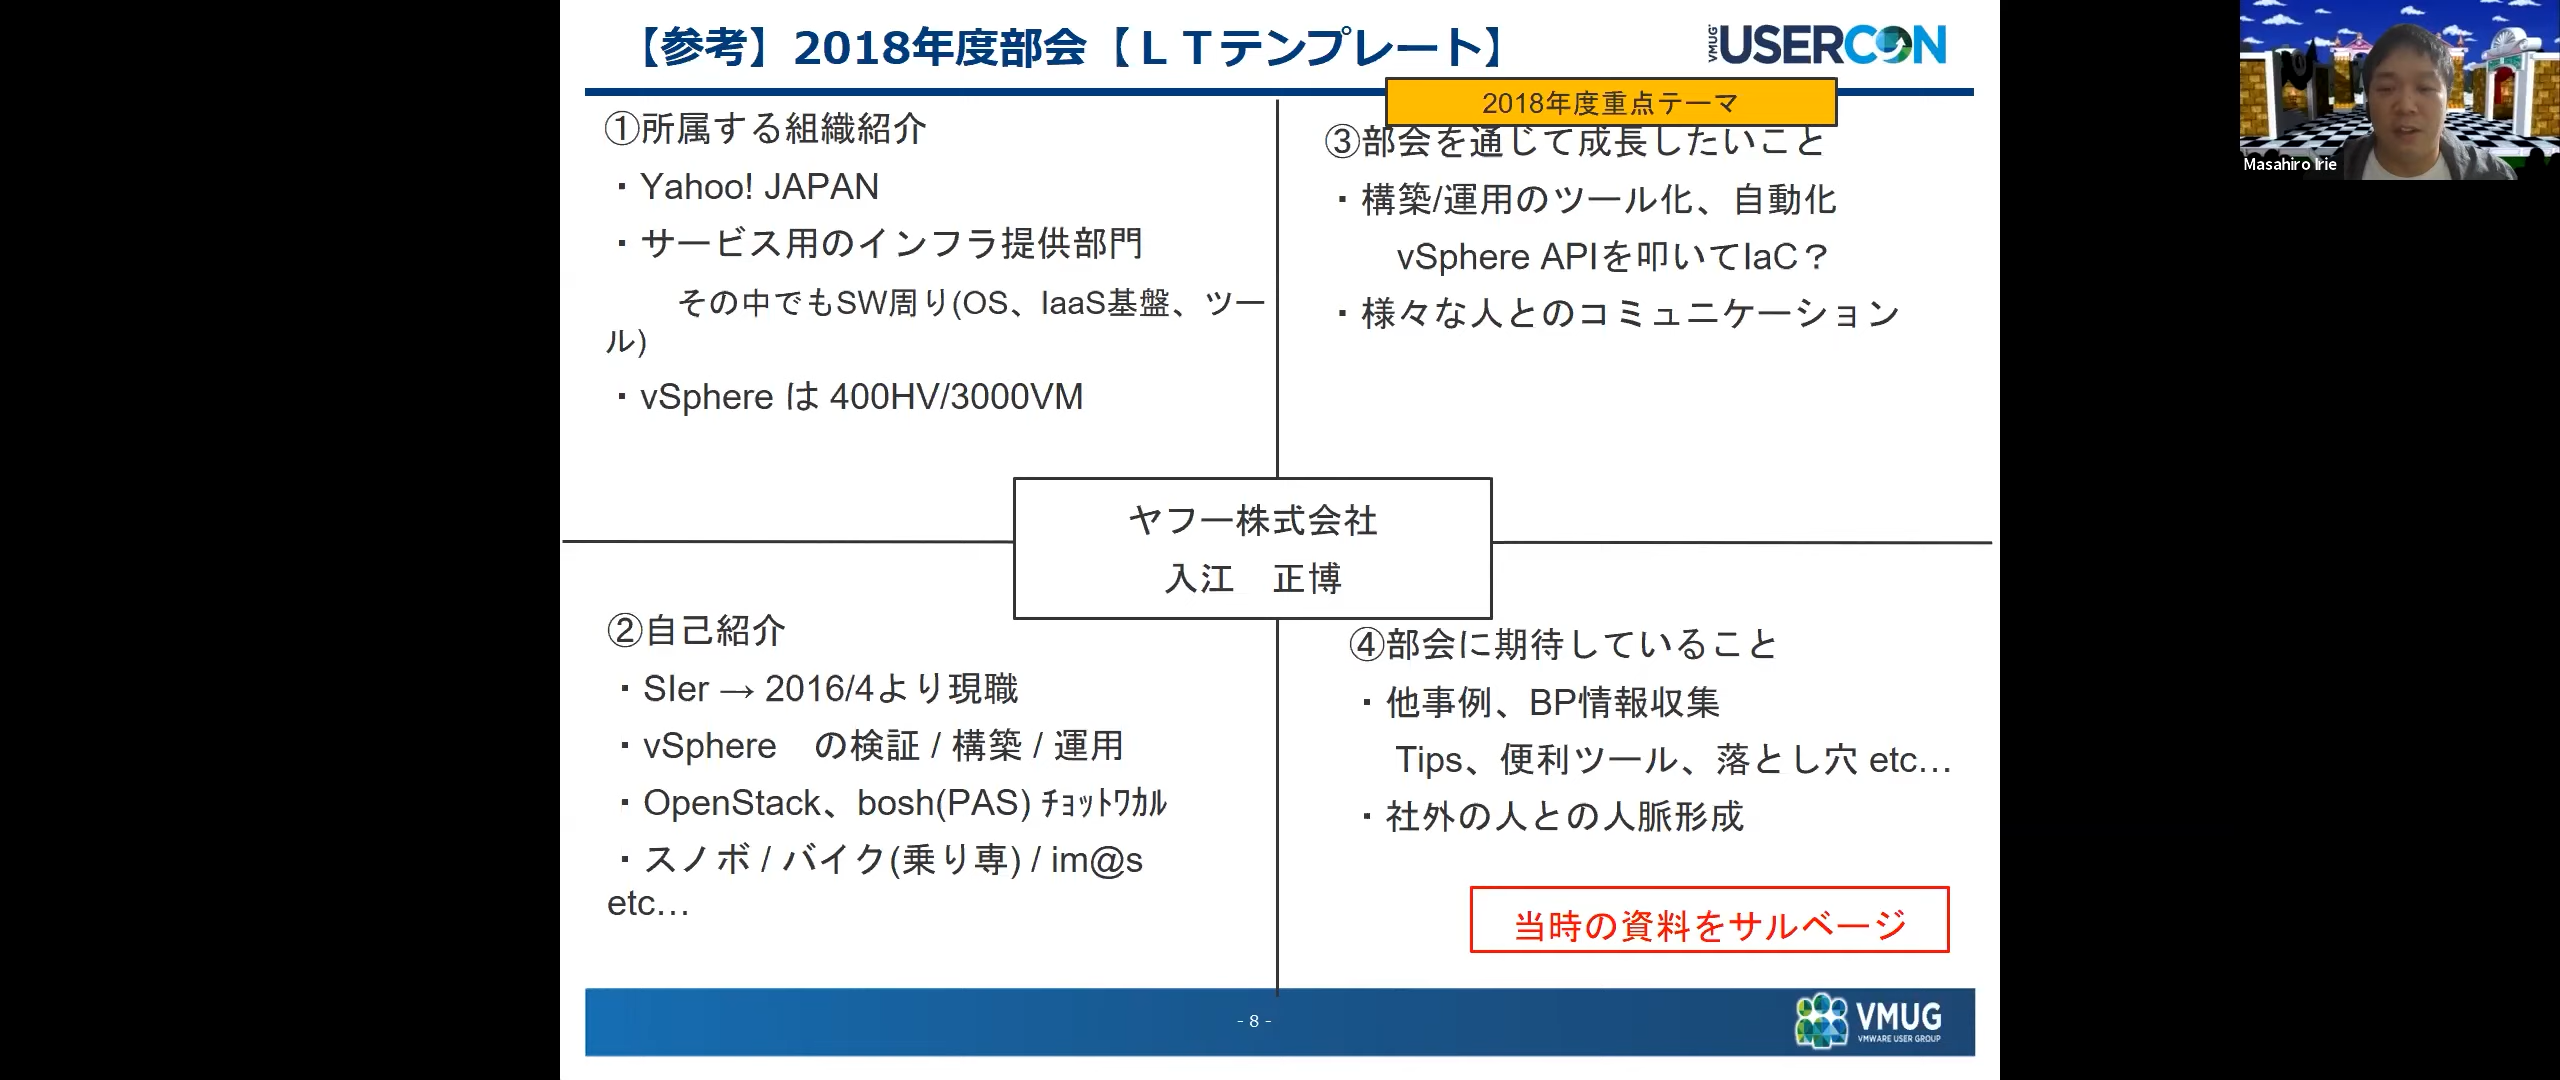 【参考】2018年度部会【ＬＴテンプレート】
VMUG USERCON
2018年度重点テーマ
①所属する組織紹介
・Yahoo! JAPAN
・サービス用のインフラ提供部門
その中でもSW周り(OS、IaaS基盤、ツー
ル)
・vSphere は 400HV/3000VM
③部会を通じて成長したいこと
・構築/運用のツール化、自動化
vSphere APIを叩いてIaC？
・様々な人とのコミュニケーション
ヤフー株式会社
入江　正博
②自己紹介
・SIer → 2016/4より現職
・vSphere　の検証 / 構築 / 運用
・OpenStack、bosh(PAS) ﾁｮｯﾄﾜｶﾙ
・スノボ / バイク(乗り専) / im@s
etc…
④部会に期待していること
・他事例、BP情報収集
Tips、便利ツール、落とし穴 etc…
・社外の人との人脈形成
当時の資料をサルベージ
- 8 -
VMUG
VMWARE USER GROUP
Masahiro Irie